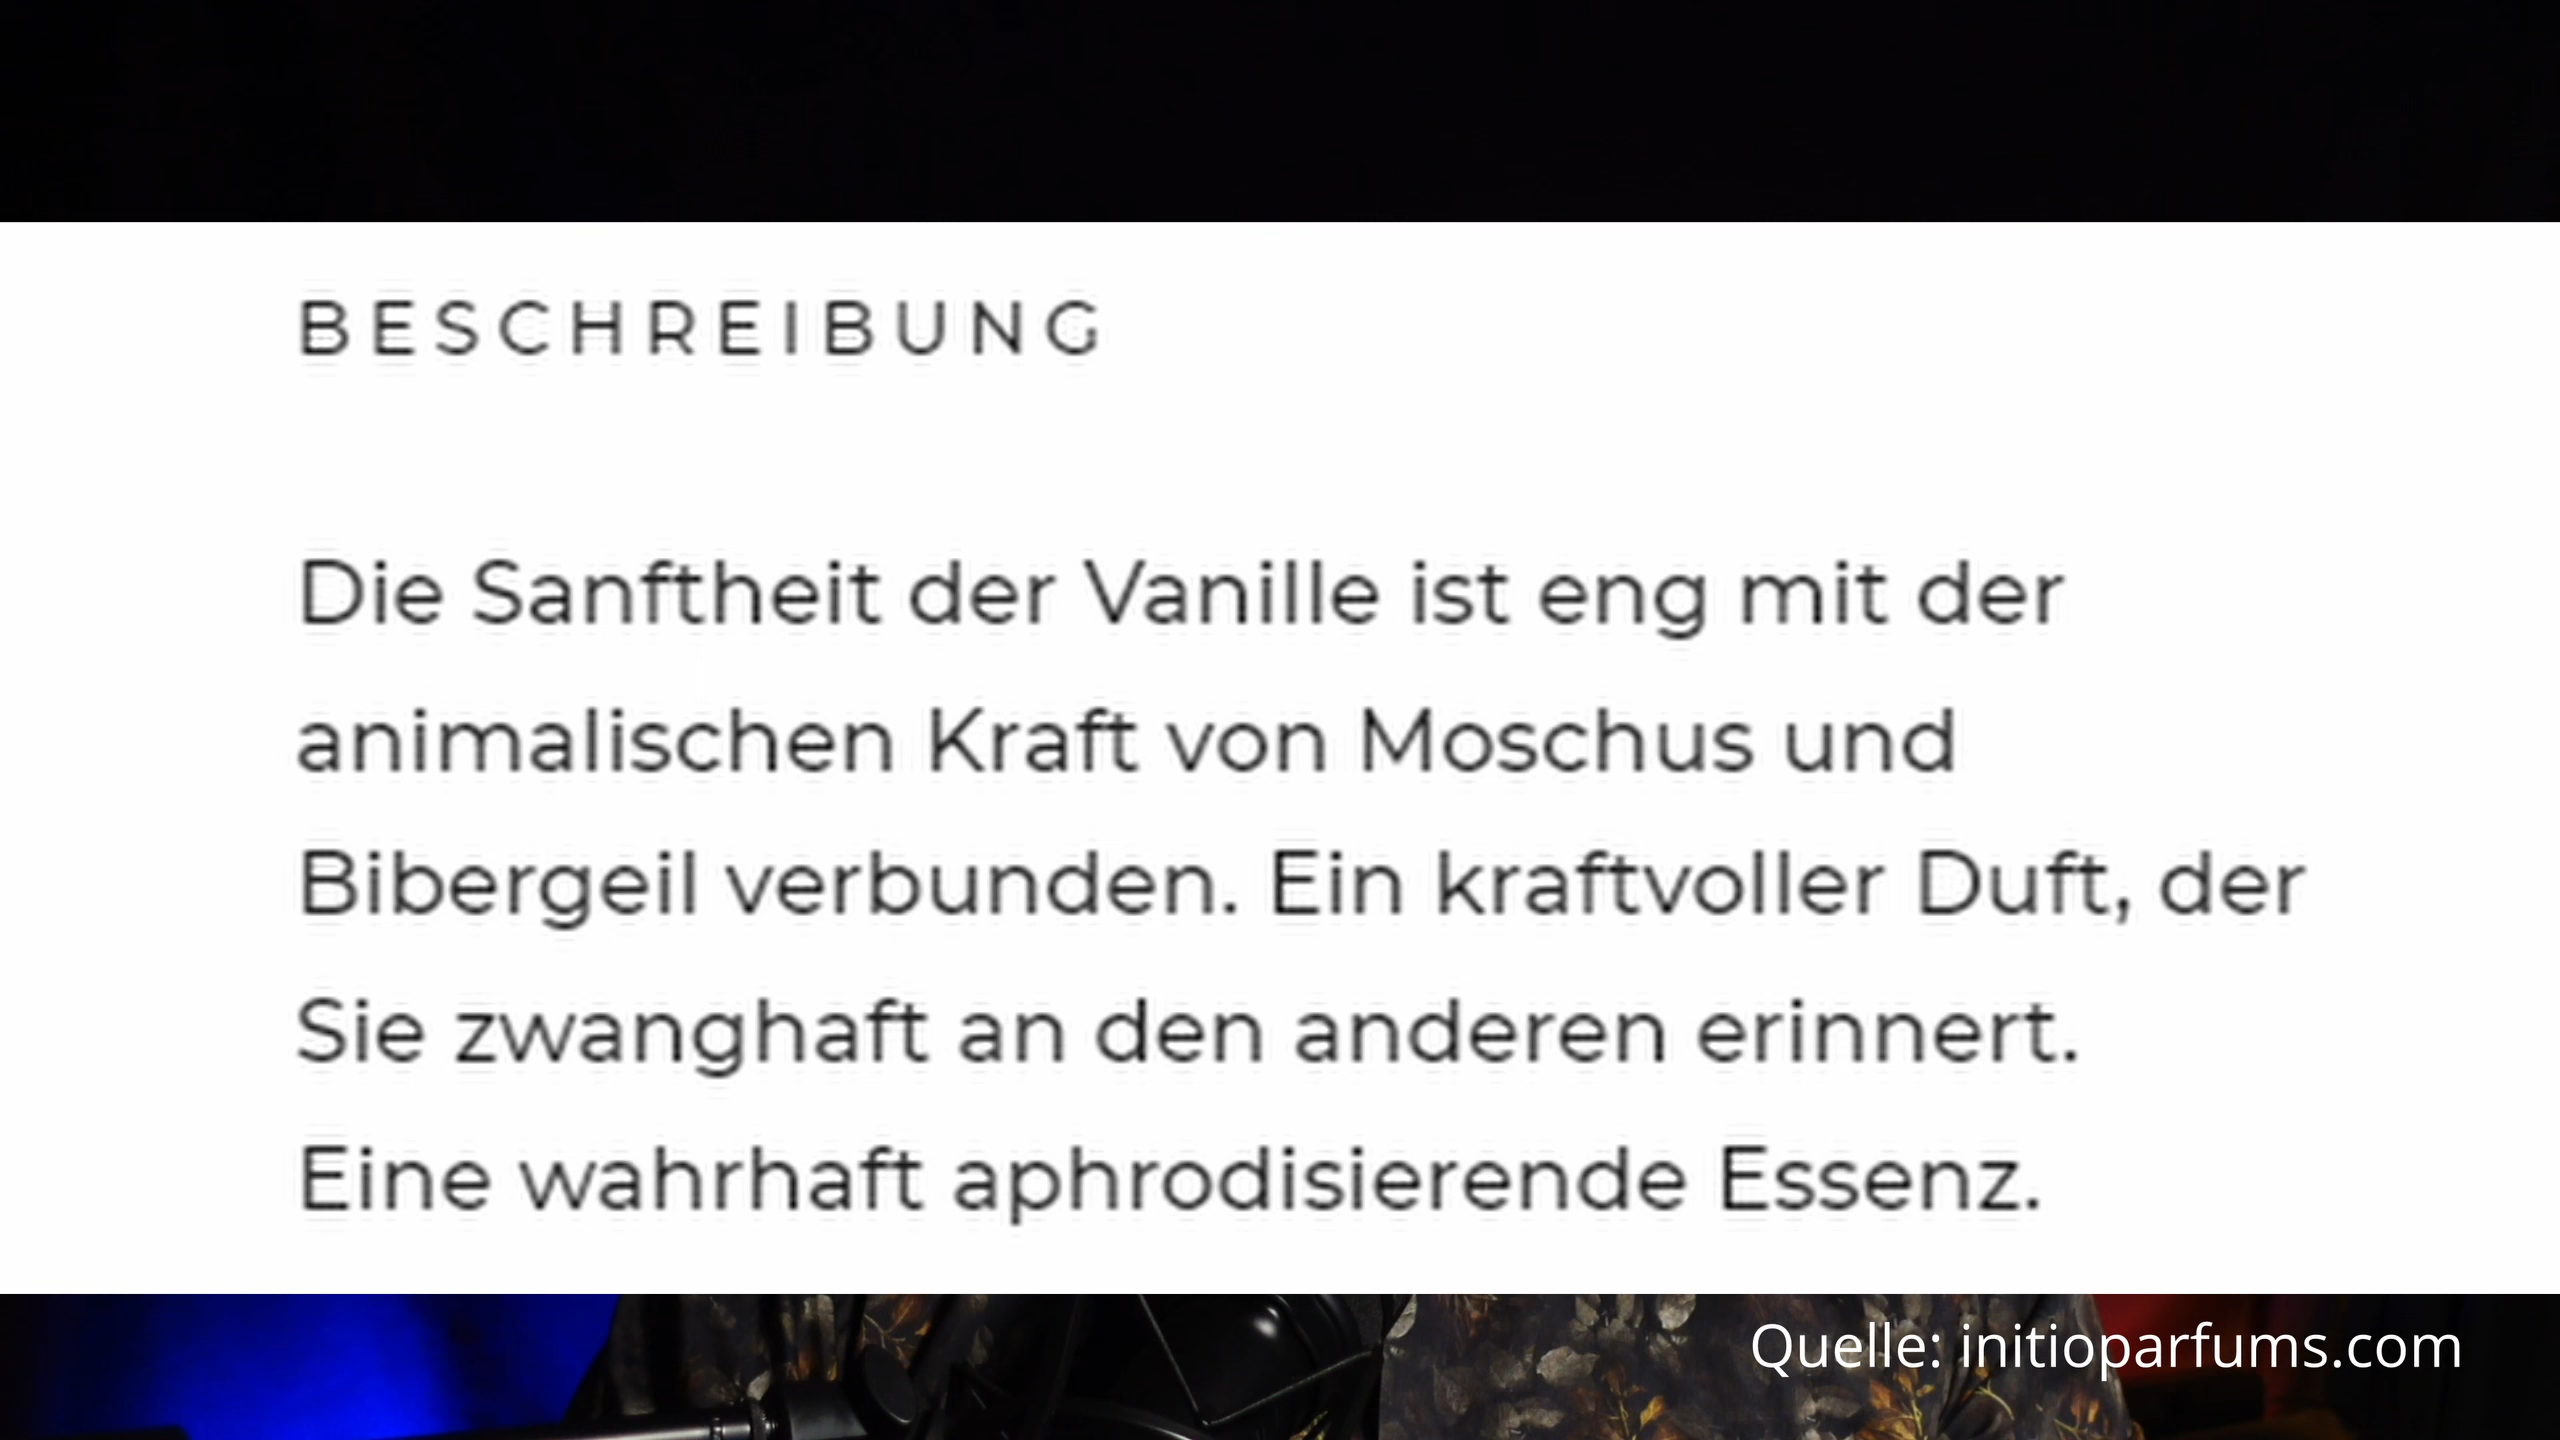 BESCHREIBUNG
Die Sanftheit der Vanille ist eng mit der
animalischen Kraft von Moschus und
Bibergeil verbunden. Ein kraftvoller Duft, der
Sie zwanghaft an den anderen erinnert.
Eine wahrhaft aphrodisierende Essenz.
Quelle: initioparfums.com